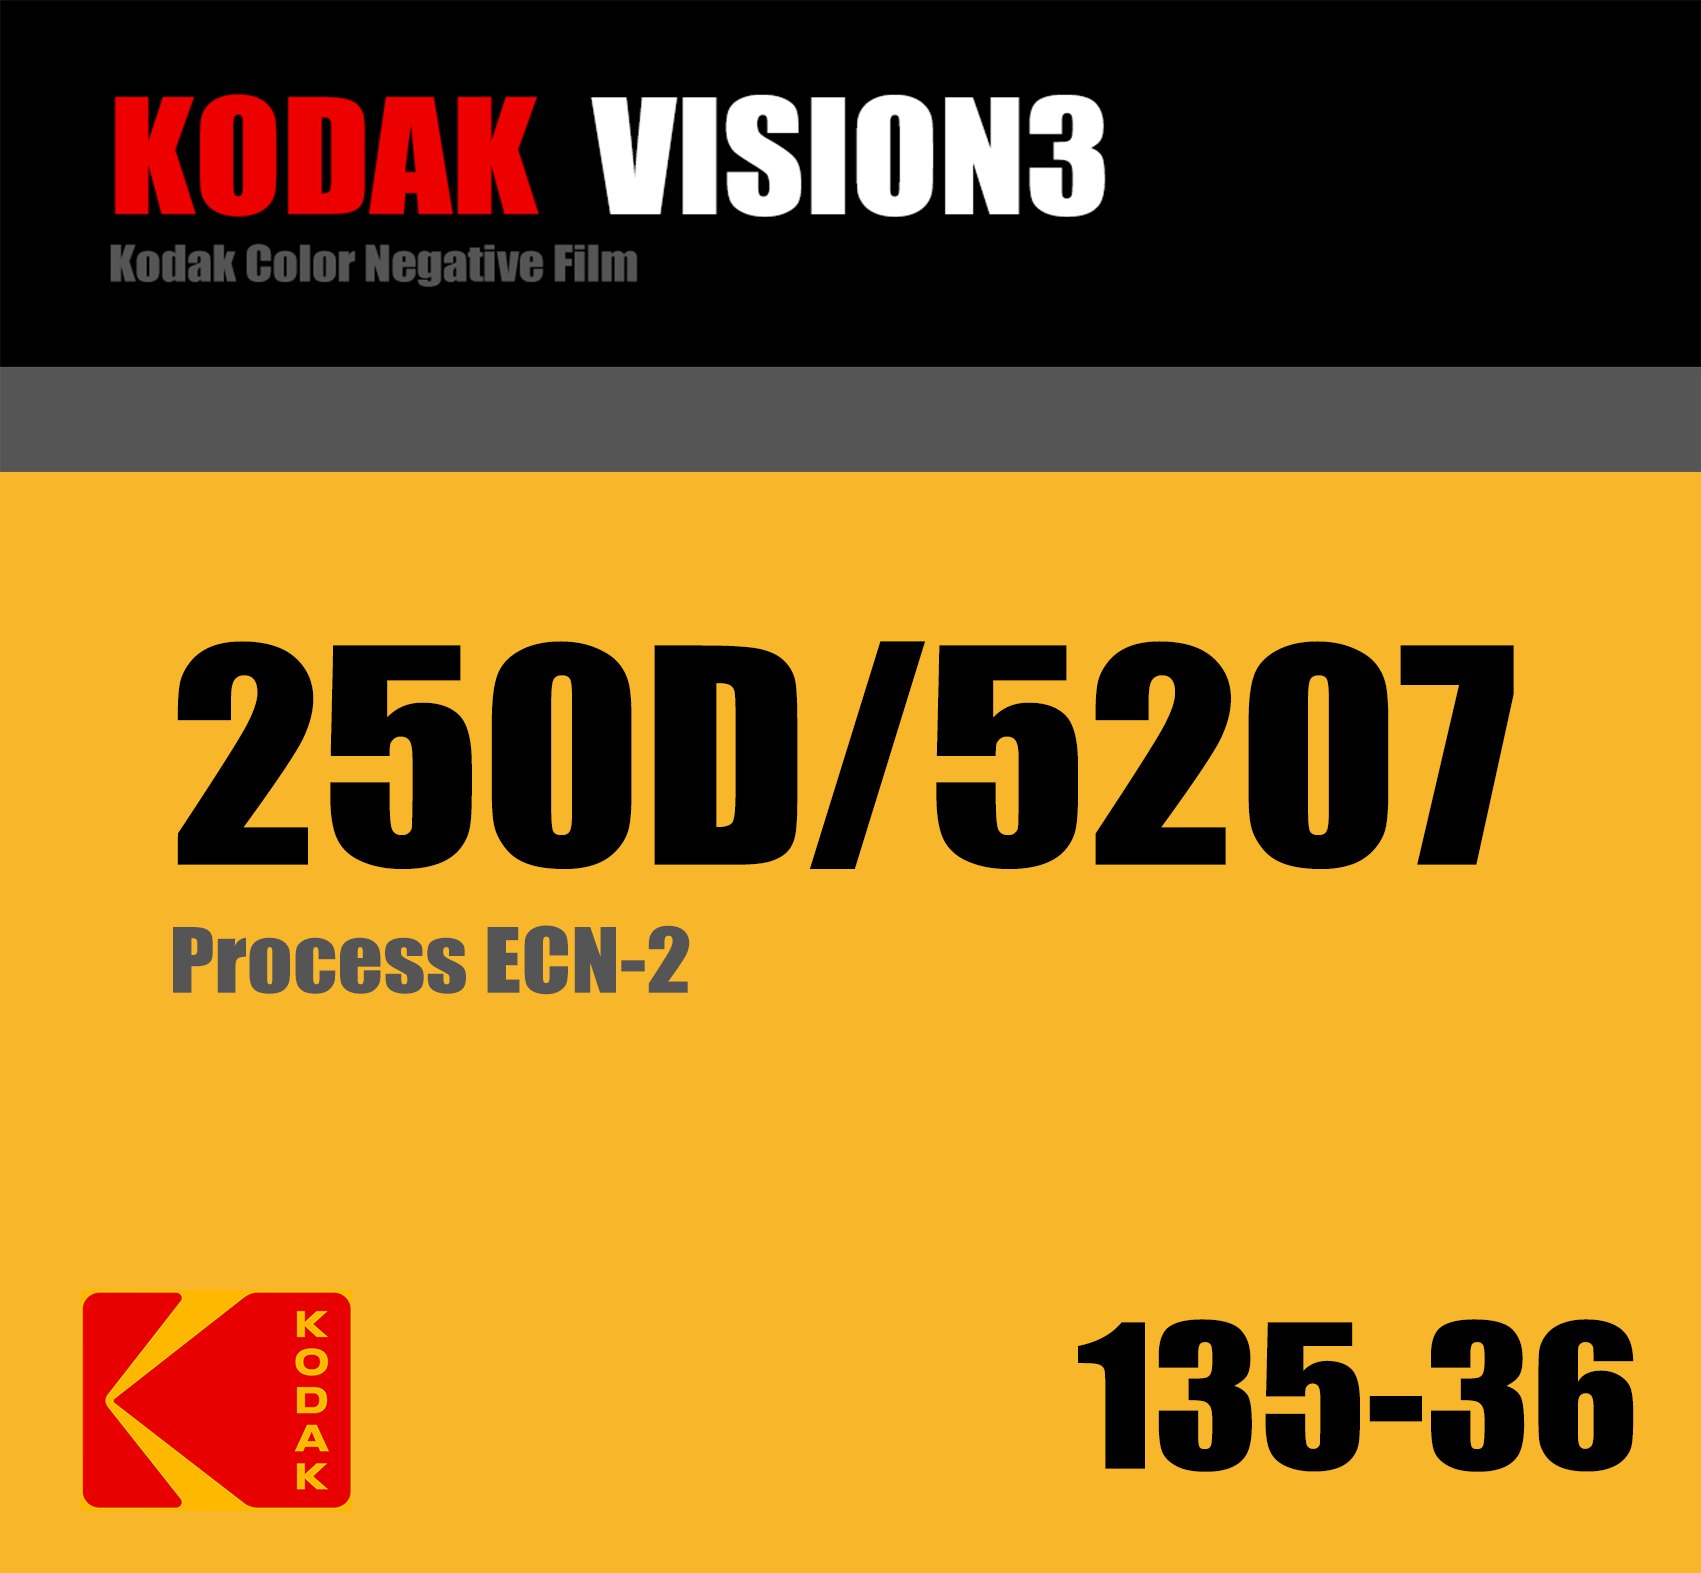 KODAK VISION3
Kodak Color Negative Film
250D/5207
Process ECN-2
KODAK
135-36